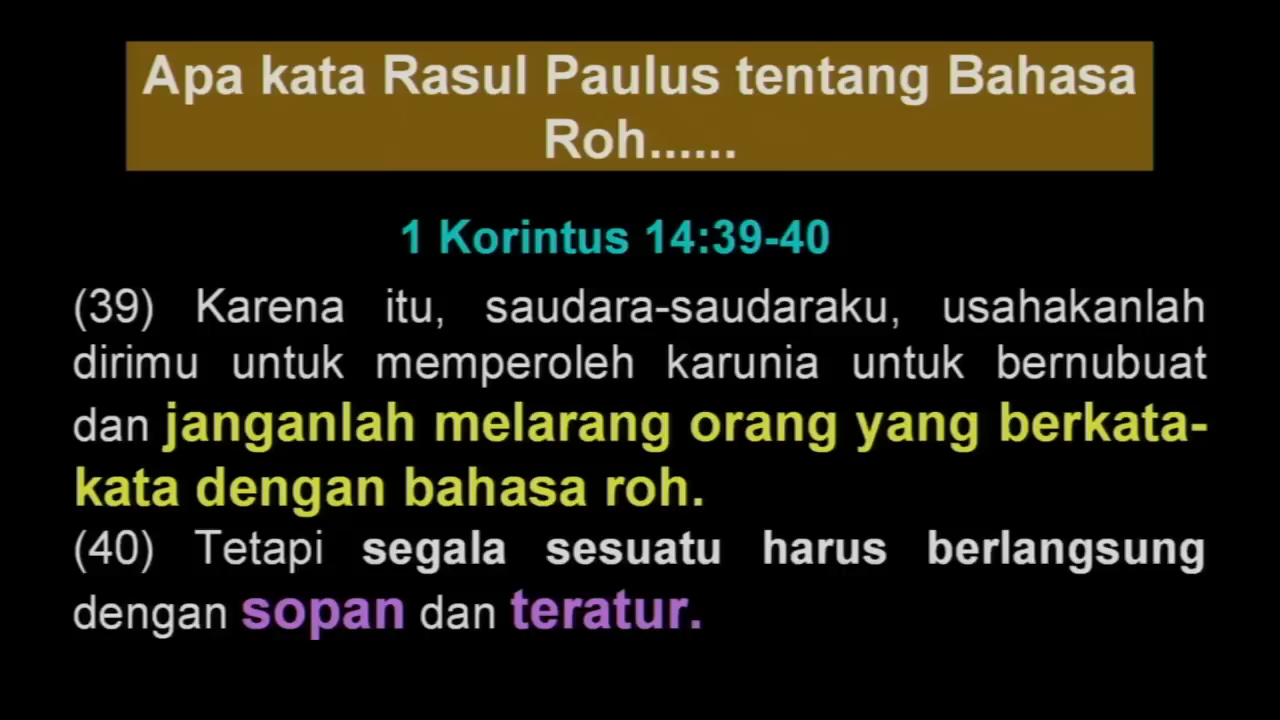 Apa kata Rasul Paulus tentang Bahasa
Roh......
1 Korintus 14:39-40
(39) Karena itu, saudara-saudaraku, usahakanlah
dirimu untuk memperoleh karunia untuk bernubuat
dan janganlah melarang orang yang berkata-
kata dengan bahasa roh.
(40) Tetapi segala sesuatu harus berlangsung
dengan sopan dan teratur.